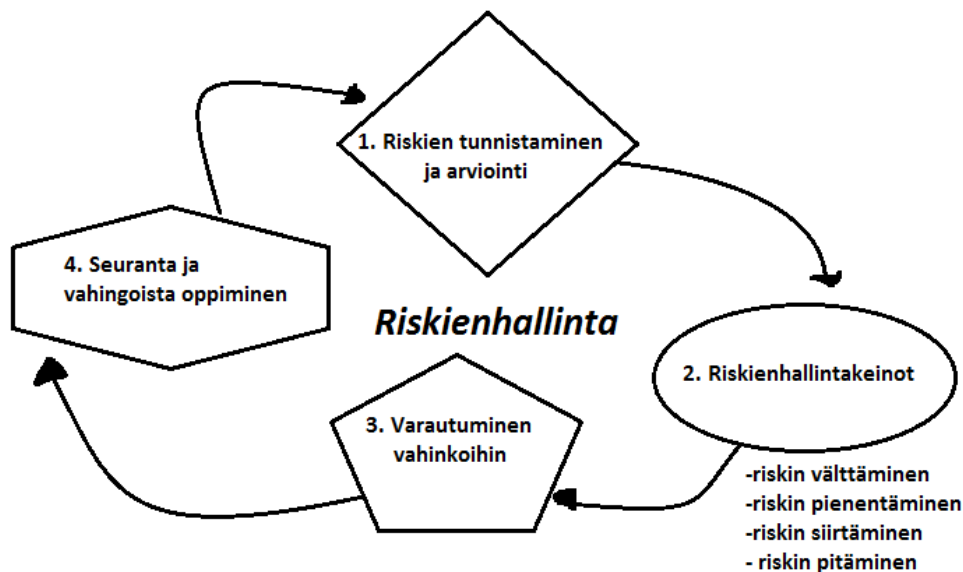 1. Riskien tunnistaminen
ja arviointi
4. Seuranta ja
vahingoista oppiminen
Riskienhallinta
2. Riskienhallintakeinot
3. Varautuminen
vahinkoihin
-riskin välttäminen
-riskin pienentäminen
-riskin siirtäminen
- riskin pitäminen